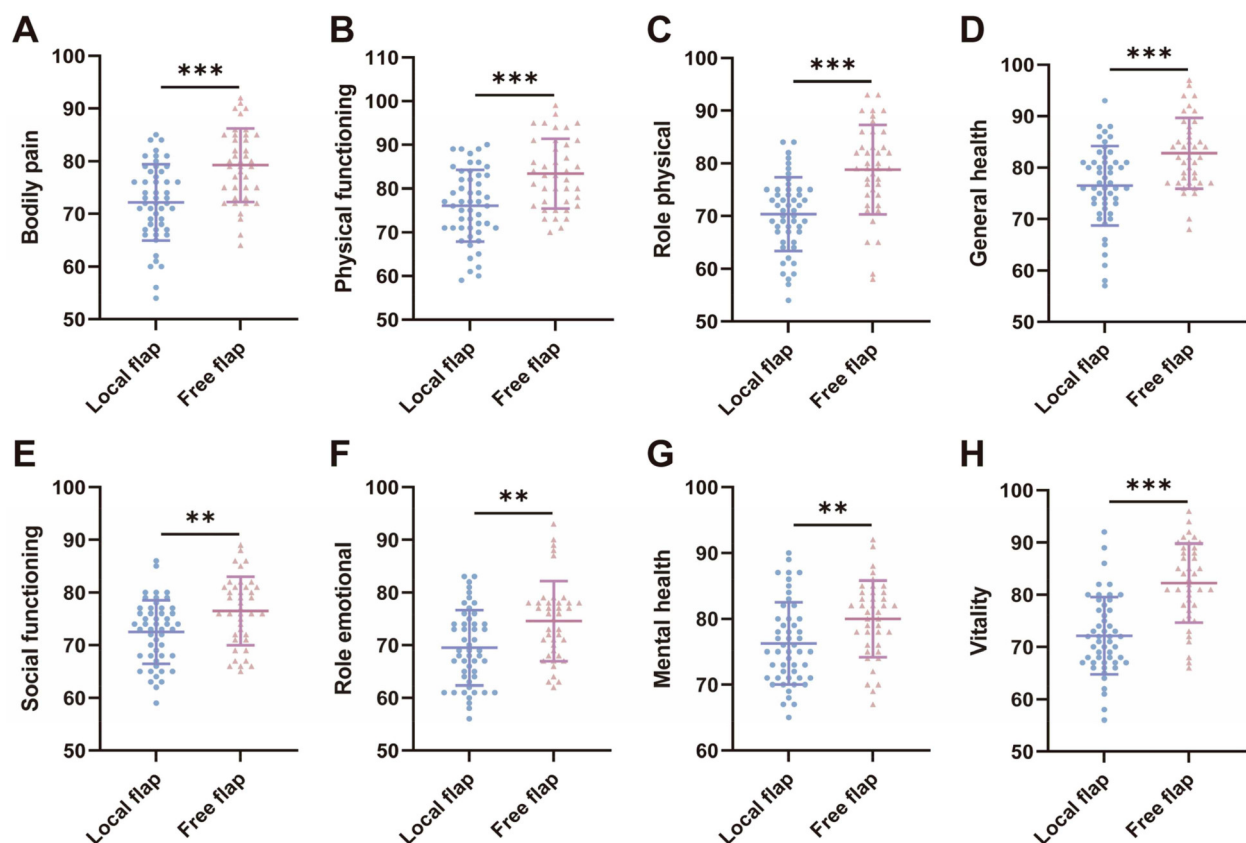 A
Bodily pain
100
90
80
70
60
50
***
Local flap
Free flap
B
Physical functioning
110
100
90
80
70
60
50
***
Local flap
Free flap
C
Role physical
100
90
80
70
60
50
***
Local flap
Free flap
D
General health
100
90
80
70
60
50
***
Local flap
Free flap
E
Social functioning
100
90
80
70
60
50
**
Local flap
Free flap
F
Role emotional
100
90
80
70
60
50
**
Local flap
Free flap
G
Mental health
100
90
80
70
60
**
Local flap
Free flap
H
Vitality
100
90
80
70
60
50
***
Local flap
Free flap